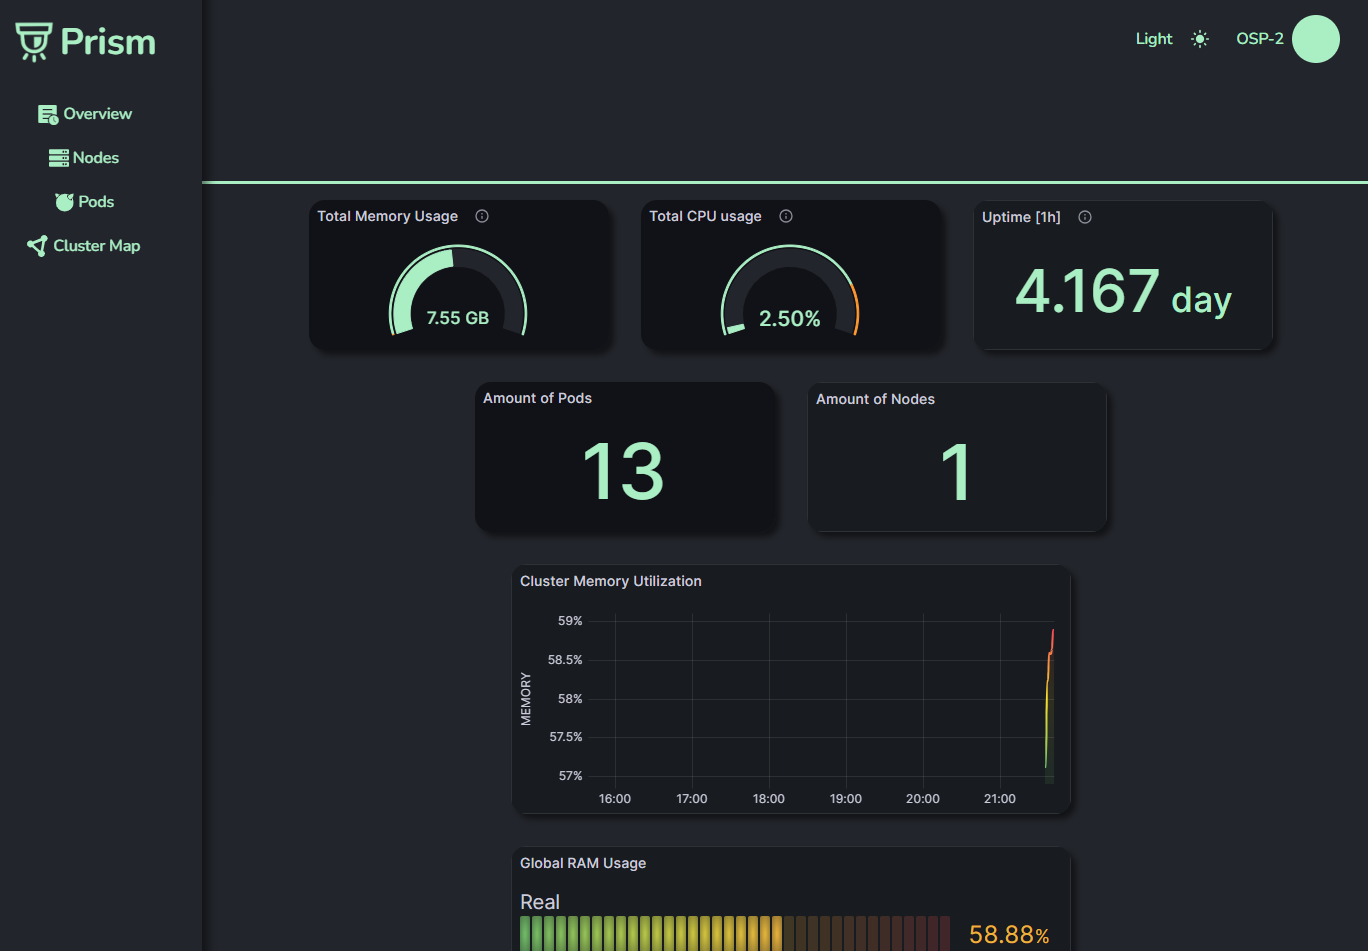 Prism
Light
OSP-2
Overview
Nodes
Pods
Cluster Map
Total Memory Usage
7.55 GB
Total CPU usage
2.50%
Uptime [1h]
4.167 day
Amount of Pods
13
Amount of Nodes
1
Cluster Memory Utilization
MEMORY
59%
58.5%
58%
57.5%
57%
16:00 17:00 18:00 19:00 20:00 21:00
Global RAM Usage
Real
58.88%